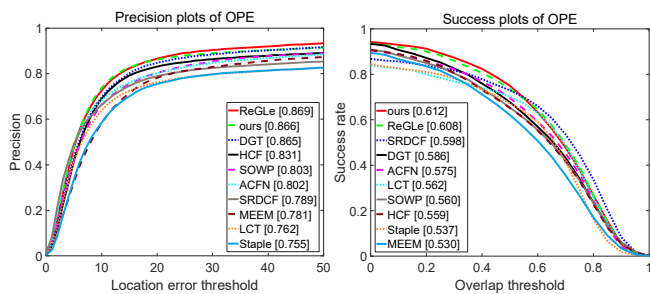 Precision plots of OPE
1
0.8
0.6
0.4
0.2
0
Precision
0 10 20 30 40 50
Location error threshold
ReGLe [0.869]
ours [0.866]
DGT [0.865]
HCF [0.831]
SOWP [0.803]
ACFN [0.802]
SRDCF [0.789]
MEEM [0.781]
LCT [0.762]
Staple [0.755]
Success plots of OPE
1
0.8
0.6
0.4
0.2
0
Success rate
0 0.2 0.4 0.6 0.8 1
Overlap threshold
ours [0.612]
ReGLe [0.608]
SRDCF [0.598]
DGT [0.586]
ACFN [0.575]
LCT [0.562]
SOWP [0.560]
HCF [0.559]
Staple [0.537]
MEEM [0.530]